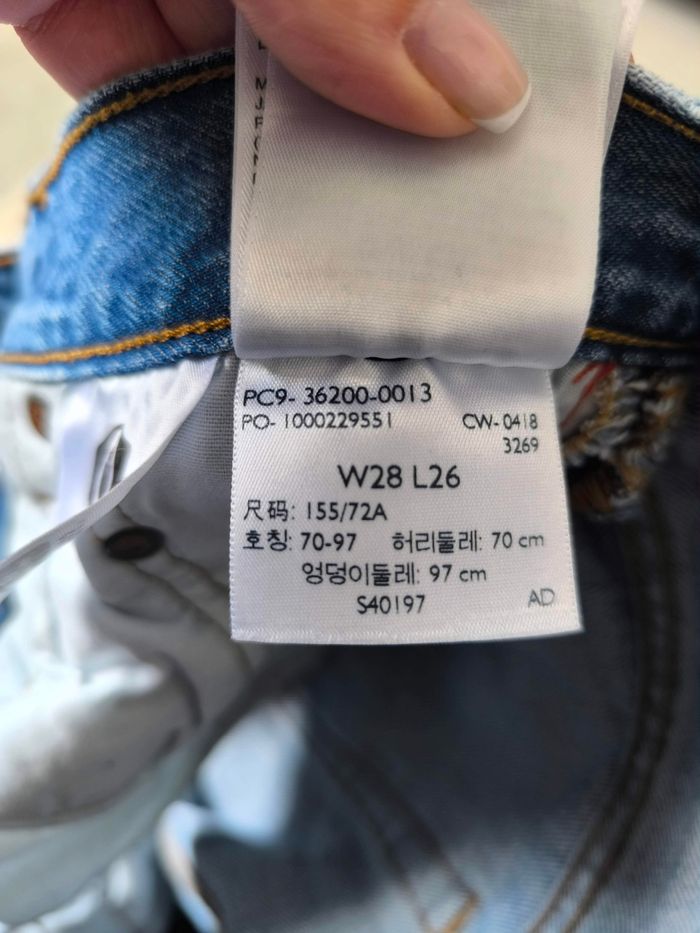 PC9- 36200-0013
PO- 1000229551 CW- 0418
3269
W28 L26
尺码: 155/72A
호칭: 70-97 허리둘레: 70 cm
엉덩이둘레: 97 cm
S40197 AD